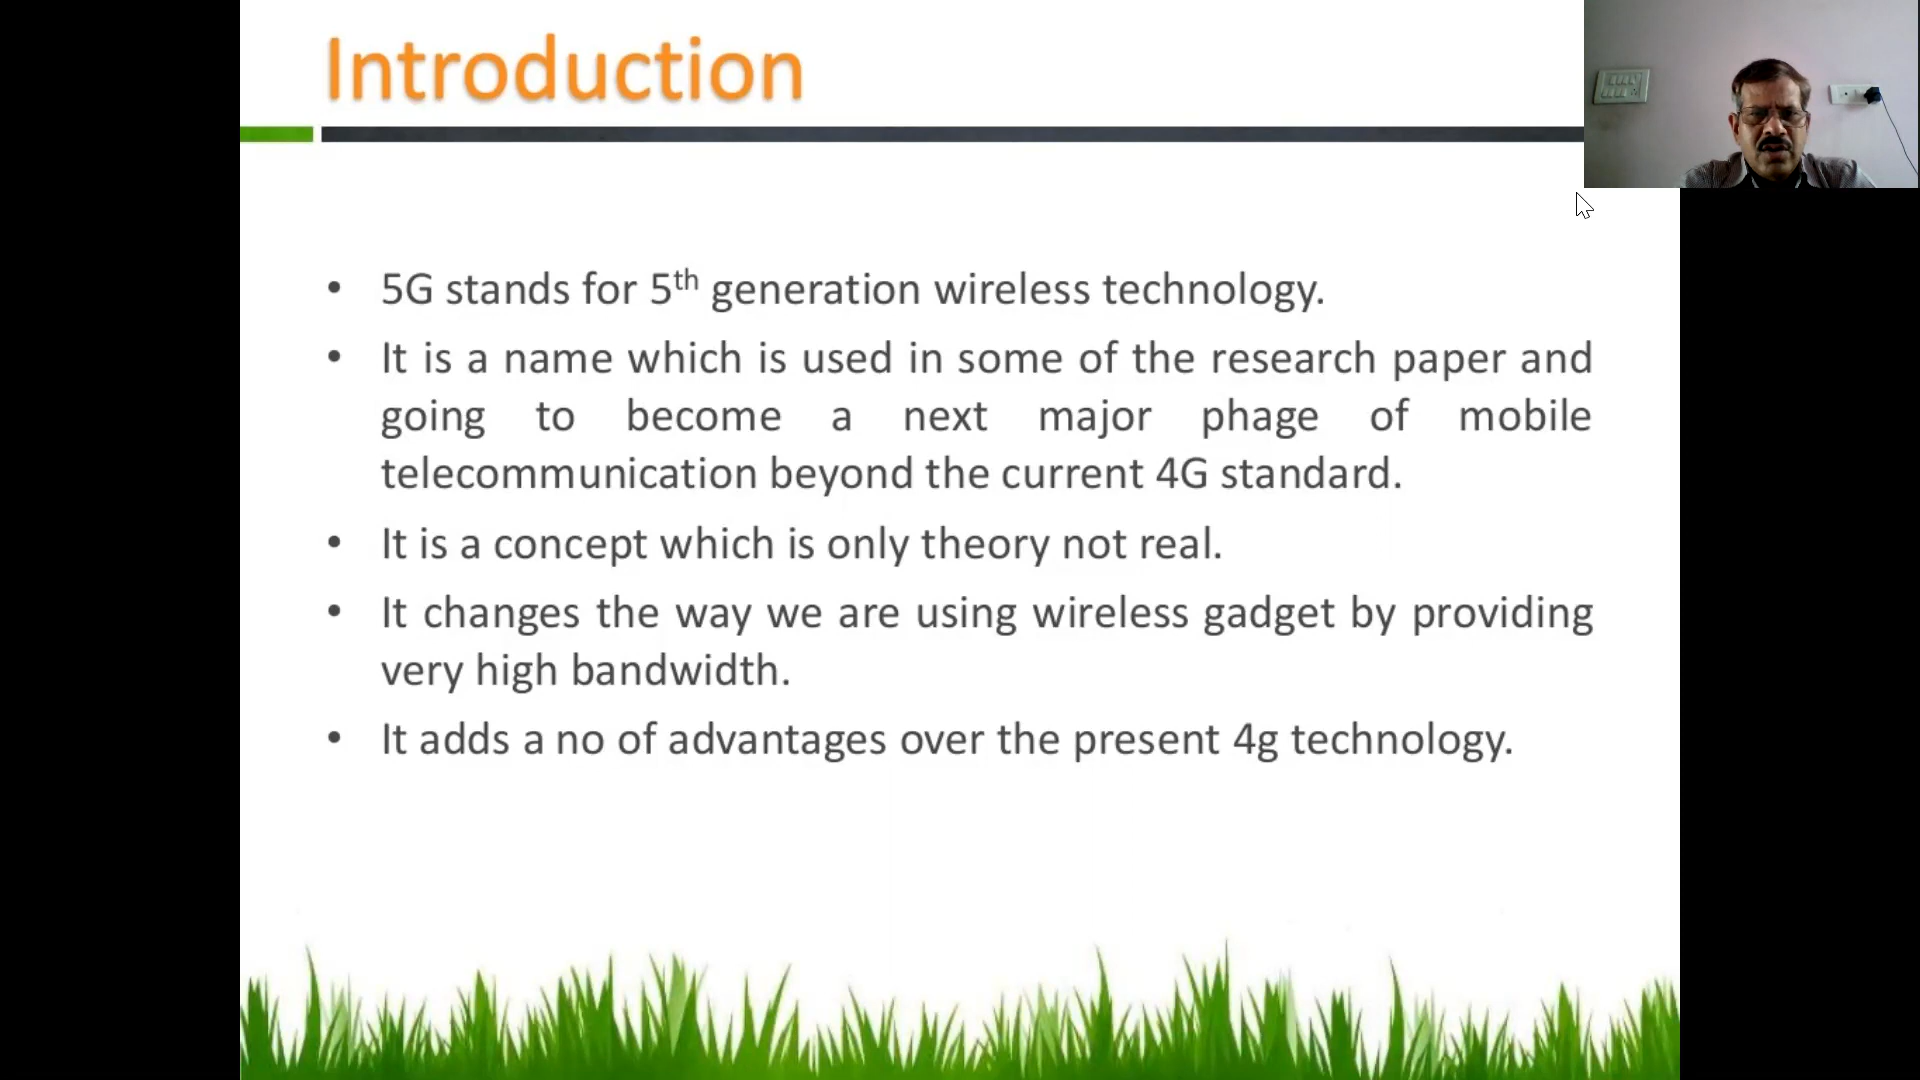 Introduction
• 5G stands for 5th generation wireless technology.
• It is a name which is used in some of the research paper and
going to become a next major phage of mobile
telecommunication beyond the current 4G standard.
• It is a concept which is only theory not real.
• It changes the way we are using wireless gadget by providing
very high bandwidth.
• It adds a no of advantages over the present 4g technology.